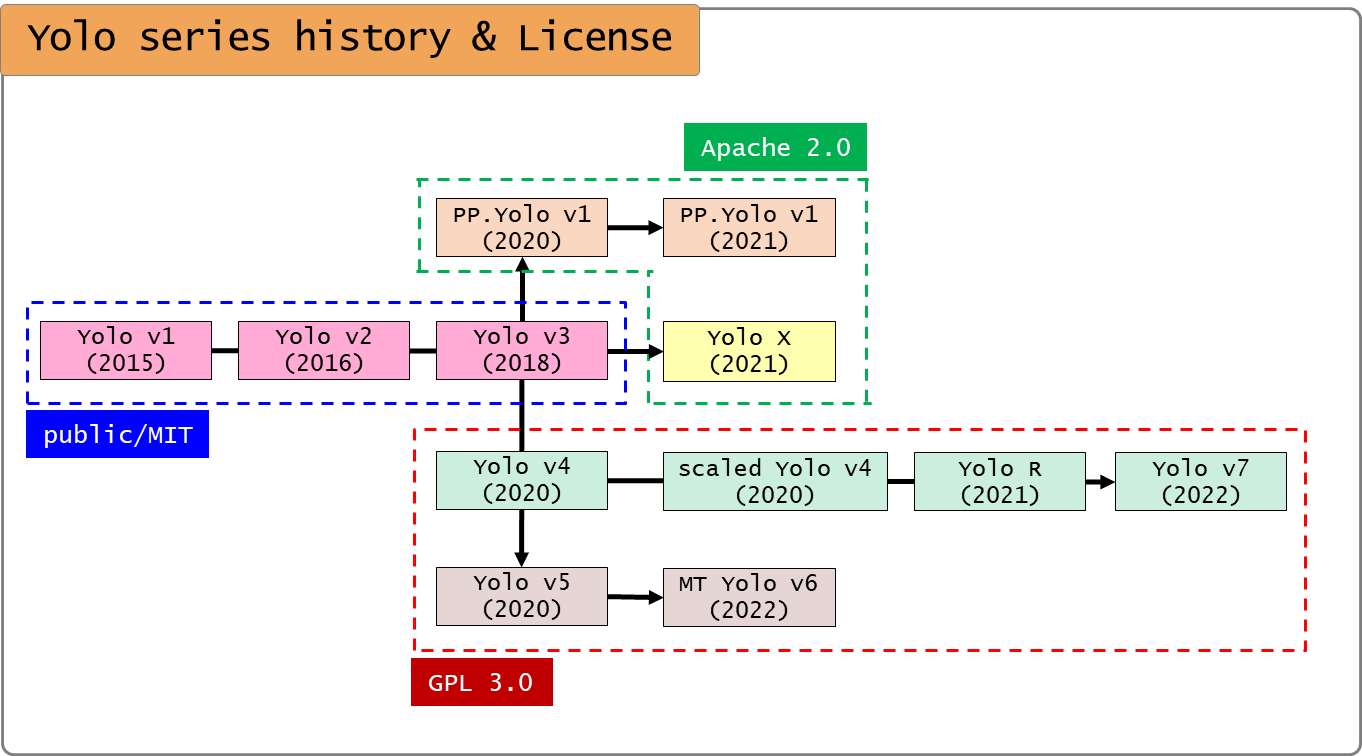 Yolo series history & License
Apache 2.0
PP.Yolo v1
(2020)
PP.Yolo v1
(2021)
Yolo v1
(2015)
Yolo v2
(2016)
Yolo v3
(2018)
Yolo X
(2021)
public/MIT
Yolo v4
(2020)
scaled Yolo v4
(2020)
Yolo R
(2021)
Yolo v7
(2022)
Yolo v5
(2020)
MT Yolo v6
(2022)
GPL 3.0